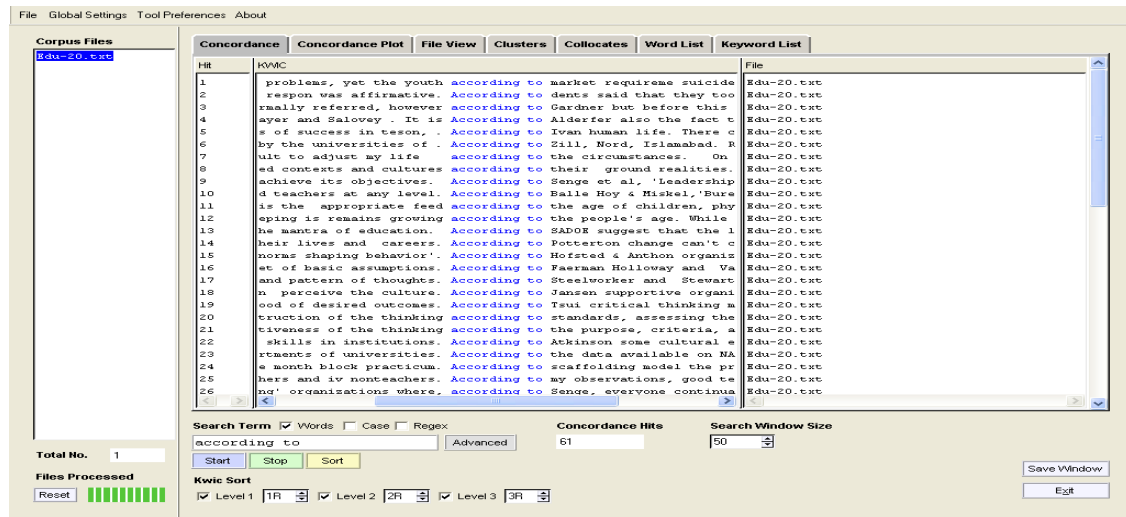 File Global Settings Tool Preferences About
Corpus Files
Edu-20.txt
Total No. 1
Files Processed
Reset
Concordance Concordance Plot File View Clusters Collocates Word List Keyword List
Hit KWIC File
1 problems, yet the youth according to market requireme suicide Edu-20.txt
2 respon was affirmative. According to dents said that they too Edu-20.txt
3 rmally referred, however according to Gardner but before this Edu-20.txt
4 ayer and Salovey . It is According to Alderfer also the fact t Edu-20.txt
5 s of success in teson, . According to Ivan human life. There c Edu-20.txt
6 by the universities of . According to Zill, Nord, Islamabad. R Edu-20.txt
7 ult to adjust my life according to the circumstances. On Edu-20.txt
8 ed contexts and cultures according to their ground realities. Edu-20.txt
9 achieve its objectives. According to Senge et al, 'Leadership Edu-20.txt
10 d teachers at any level. According to Balle Hoy & Miskel,'Bure Edu-20.txt
11 is the appropriate feed according to the age of children, phy Edu-20.txt
12 eping is remains growing according to the people's age. While Edu-20.txt
13 he mantra of education. According to SADOE suggest that the l Edu-20.txt
14 heir lives and careers. According to Potterton change can't c Edu-20.txt
15 norms shaping behavior'. According to Hofsted & Anthon organiz Edu-20.txt
16 et of basic assumptions. According to Faerman Holloway and Va Edu-20.txt
17 and pattern of thoughts. According to Steelworker and Stewart Edu-20.txt
18 n perceive the culture. According to Jansen supportive organi Edu-20.txt
19 ood of desired outcomes. According to Tsui critical thinking m Edu-20.txt
20 truction of the thinking according to standards, assessing the Edu-20.txt
21 tiveness of the thinking according to the purpose, criteria, a Edu-20.txt
22 skills in institutions. According to Atkinson some cultural e Edu-20.txt
23 rtments of universities. According to the data available on NA Edu-20.txt
24 e month block practicum. According to scaffolding model the pr Edu-20.txt
25 hers and iv nonteachers. According to my observations, good te Edu-20.txt
26 ng' organizations where, according to Senge, everyone continua Edu-20.txt
Search Term Words Case Regex Concordance Hits Search Window Size
according to Advanced 61 50
Start Stop Sort
Kwic Sort
Level 1 1R Level 2 2R Level 3 3R
Save Window
Exit